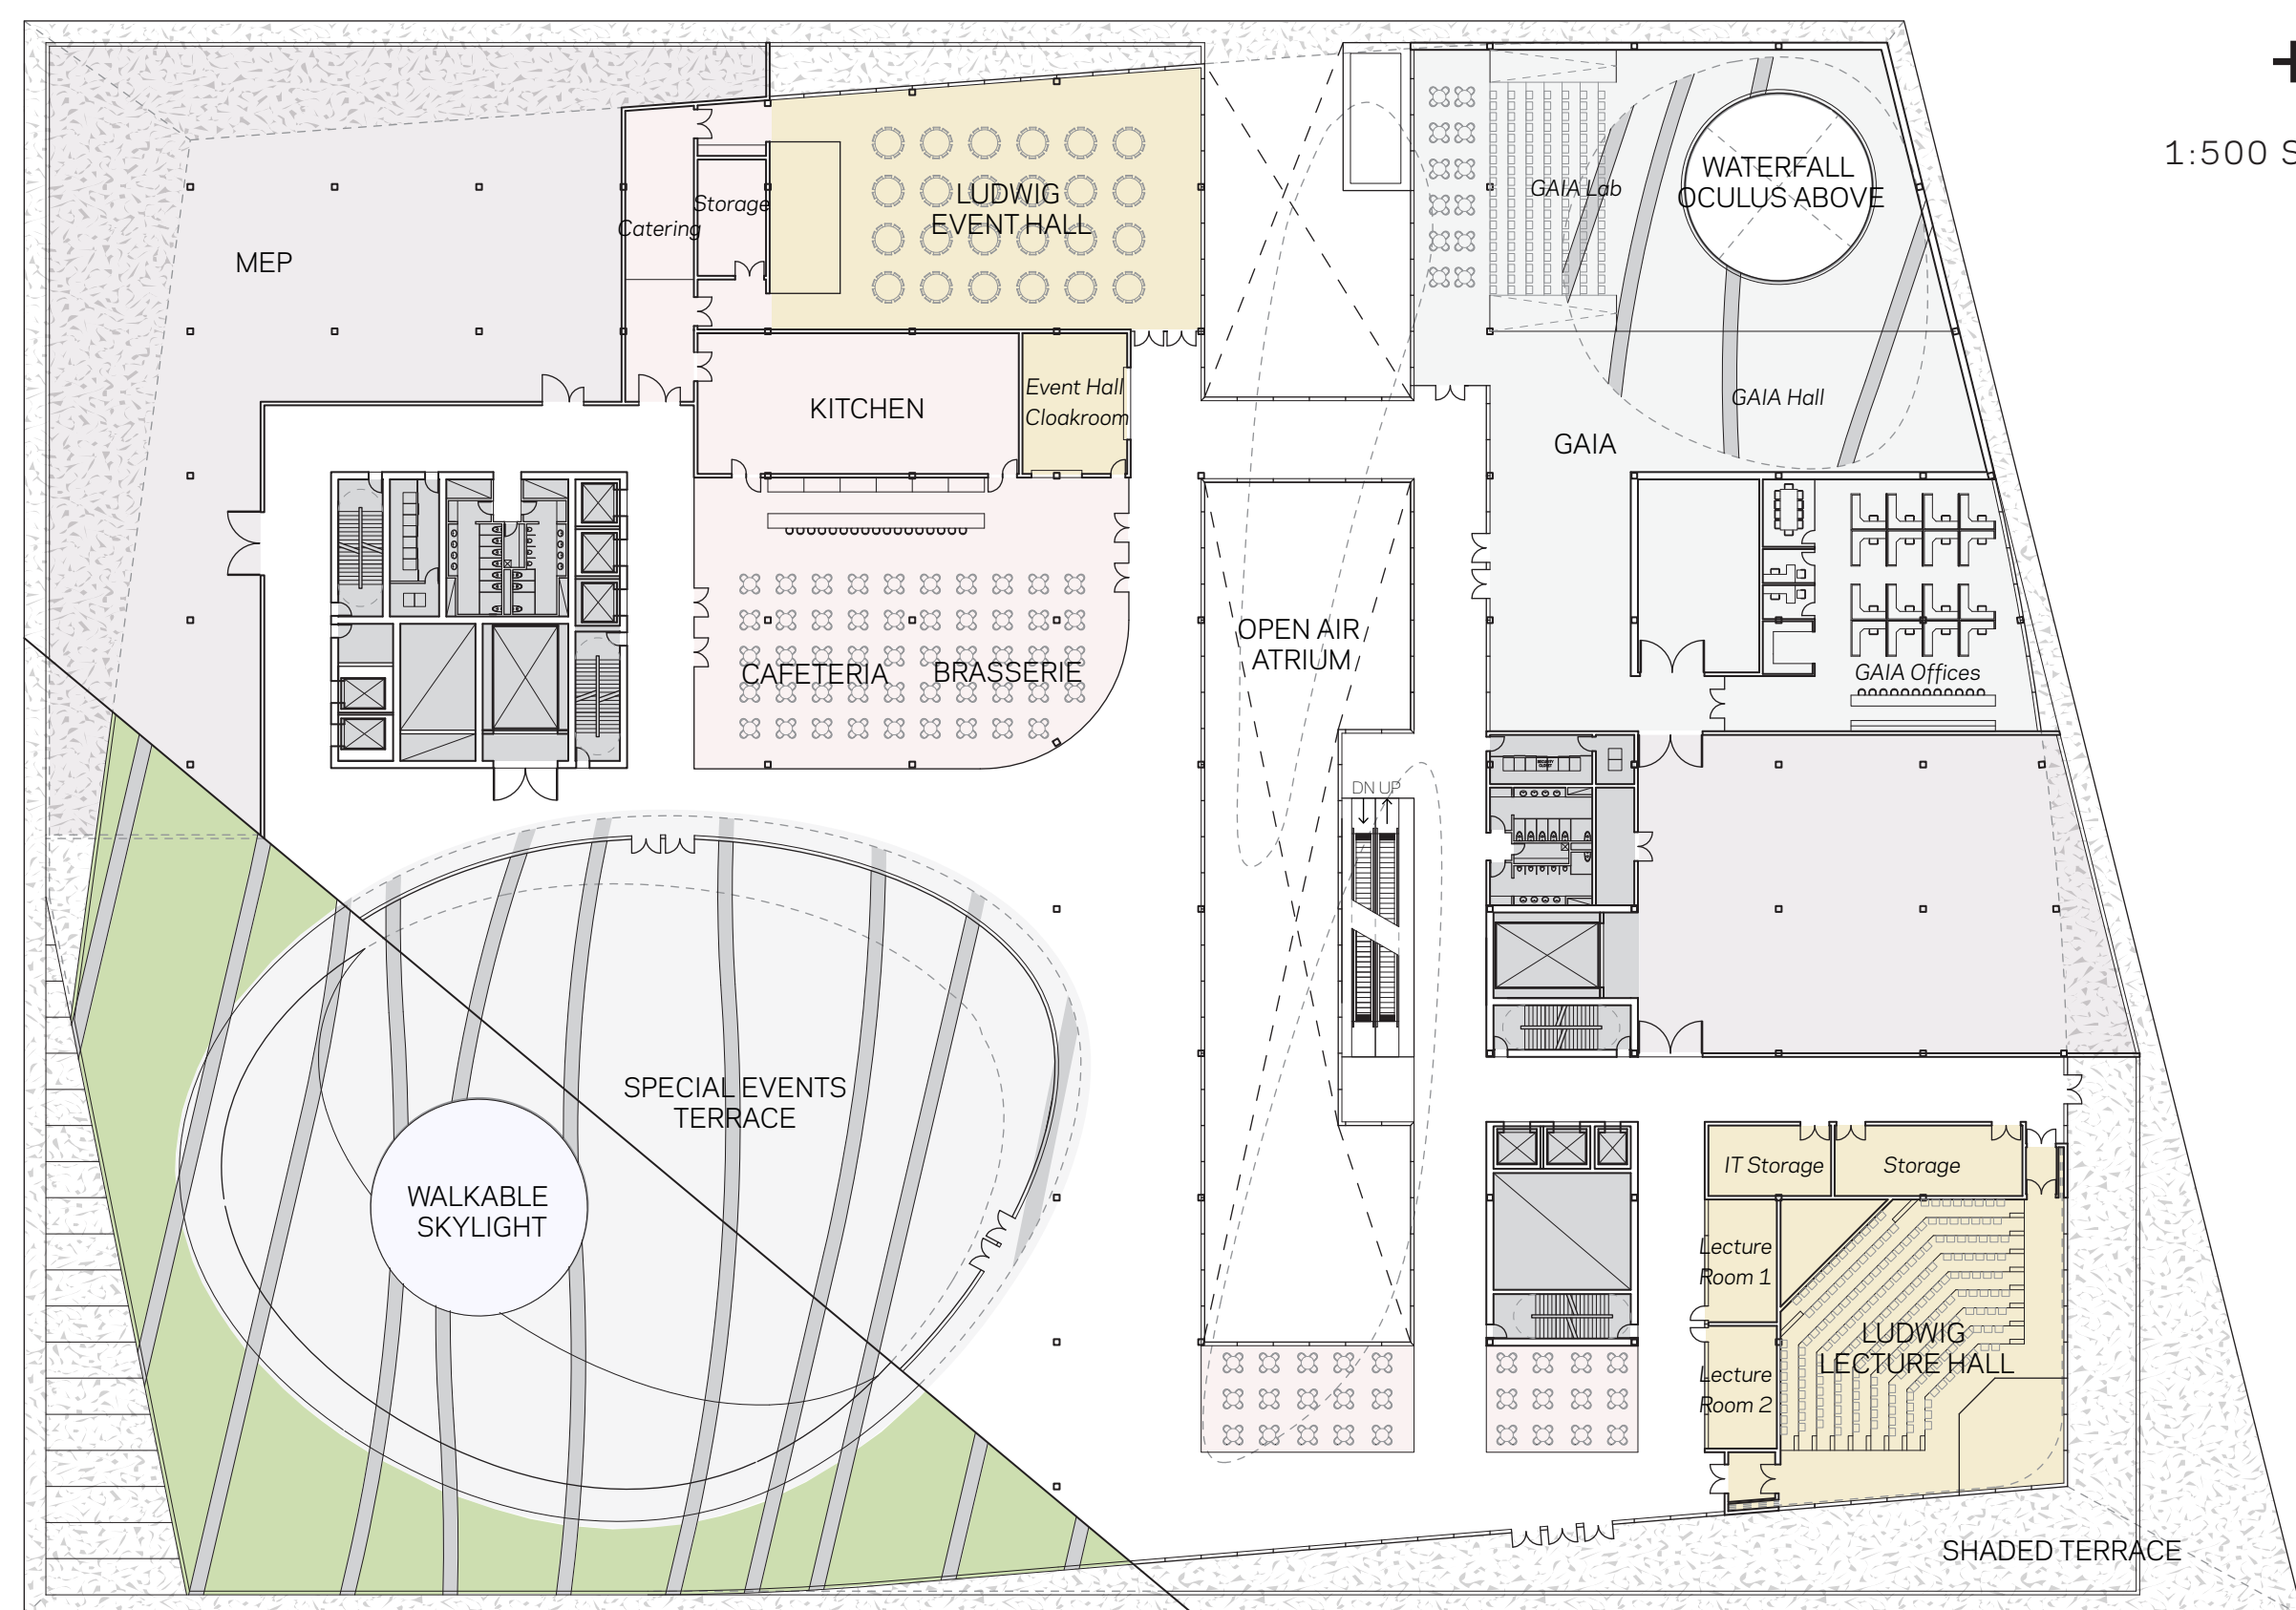 +
1:500 S
WATERFALL
OCULUS ABOVE
GAIA Lab
LUDWIG
EVENT HALL
Storage
Catering
MEP
Event Hall
Cloakroom
KITCHEN
GAIA Hall
GAIA
OPEN AIR
ATRIUM
CAFETERIA
BRASSERIE
GAIA Offices
DN UP
SPECIAL EVENTS
TERRACE
WALKABLE
SKYLIGHT
IT Storage
Storage
Lecture
Room 1
LUDWIG
LECTURE HALL
Lecture
Room 2
SHADED TERRACE